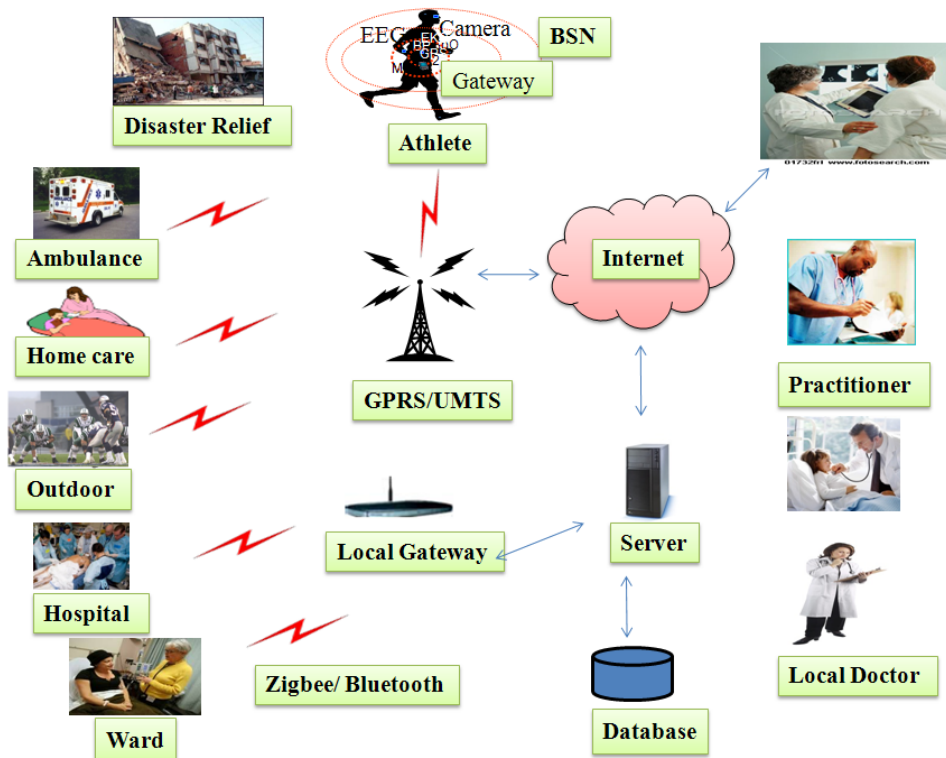 EEG
Camera
BSN
Gateway
Disaster Relief
Athlete
01732fri www.fotosearch.com
Ambulance
Internet
Home care
GPRS/UMTS
Practitioner
Outdoor
Local Gateway
Server
Hospital
Zigbee/ Bluetooth
Local Doctor
Ward
Database